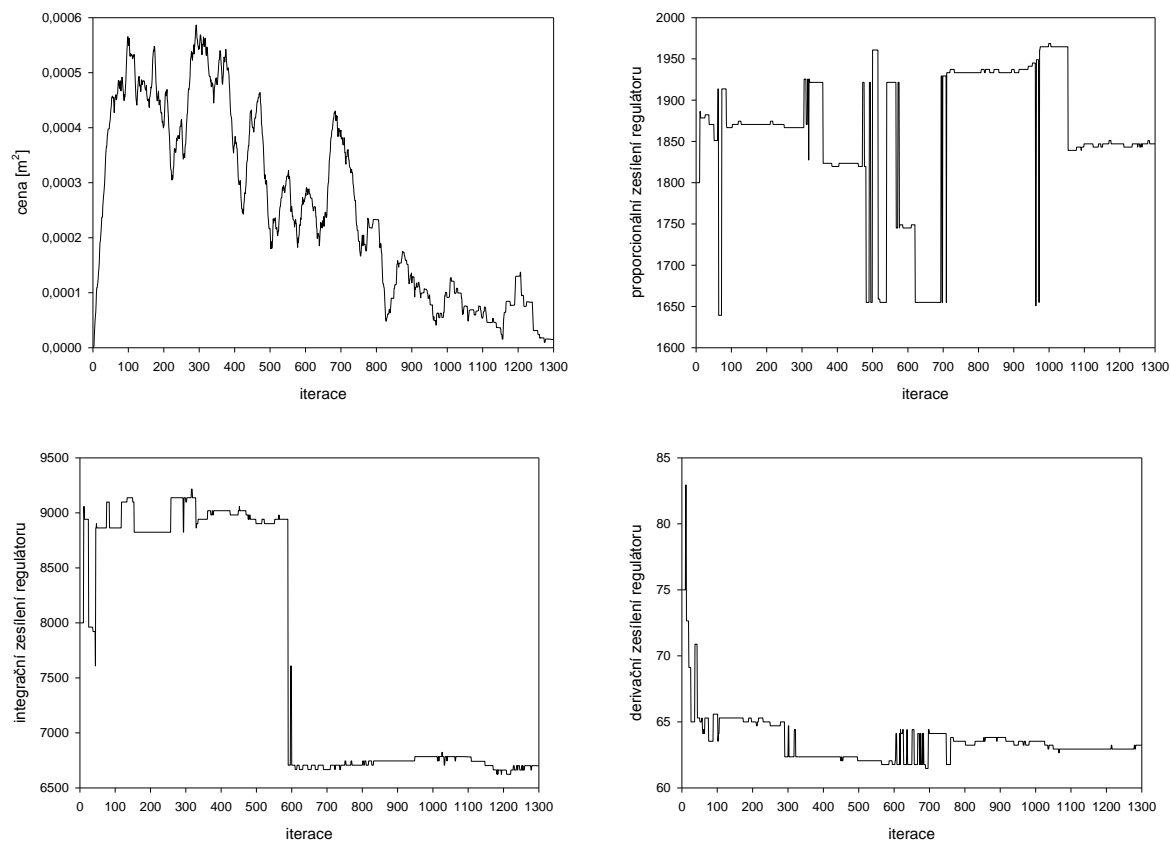 0,0006
0,0005
0,0004
0,0003
0,0002
0,0001
0,0000
cena [m²]
0 100 200 300 400 500 600 700 800 900 1000 1100 1200 1300
iterace
2000
1950
1900
1850
1800
1750
1700
1650
1600
proporcionální zesílení regulátoru
0 100 200 300 400 500 600 700 800 900 1000 1100 1200 1300
iterace
9500
9000
8500
8000
7500
7000
6500
integrační zesílení regulátoru
0 100 200 300 400 500 600 700 800 900 1000 1100 1200 1300
iterace
85
80
75
70
65
60
derivační zesílení regulátoru
0 100 200 300 400 500 600 700 800 900 1000 1100 1200 1300
iterace